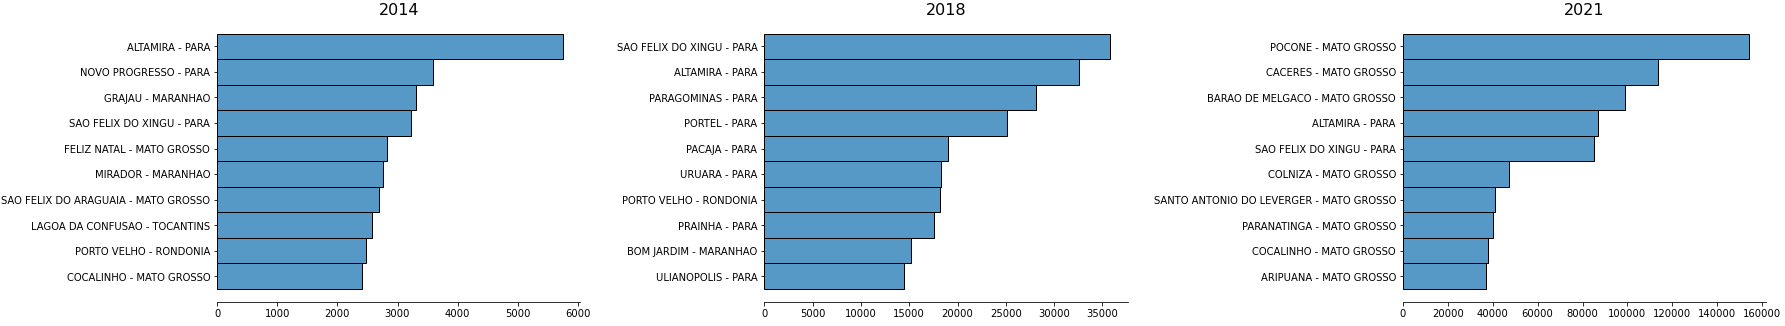 2014
ALTAMIRA - PARA
NOVO PROGRESSO - PARA
GRAJAU - MARANHAO
SAO FELIX DO XINGU - PARA
FELIZ NATAL - MATO GROSSO
MIRADOR - MARANHAO
SAO FELIX DO ARAGUAIA - MATO GROSSO
LAGOA DA CONFUSAO - TOCANTINS
PORTO VELHO - RONDONIA
COCALINHO - MATO GROSSO
0 1000 2000 3000 4000 5000 6000
2018
SAO FELIX DO XINGU - PARA
ALTAMIRA - PARA
PARAGOMINAS - PARA
PORTEL - PARA
PACAJA - PARA
URUARA - PARA
PORTO VELHO - RONDONIA
PRAINHA - PARA
BOM JARDIM - MARANHAO
ULIANOPOLIS - PARA
0 5000 10000 15000 20000 25000 30000 35000
2021
POCONE - MATO GROSSO
CACERES - MATO GROSSO
BARAO DE MELGACO - MATO GROSSO
ALTAMIRA - PARA
SAO FELIX DO XINGU - PARA
COLNIZA - MATO GROSSO
SANTO ANTONIO DO LEVERGER - MATO GROSSO
PARANATINGA - MATO GROSSO
COCALINHO - MATO GROSSO
ARIPUANA - MATO GROSSO
0 20000 40000 60000 80000 100000 120000 140000 160000